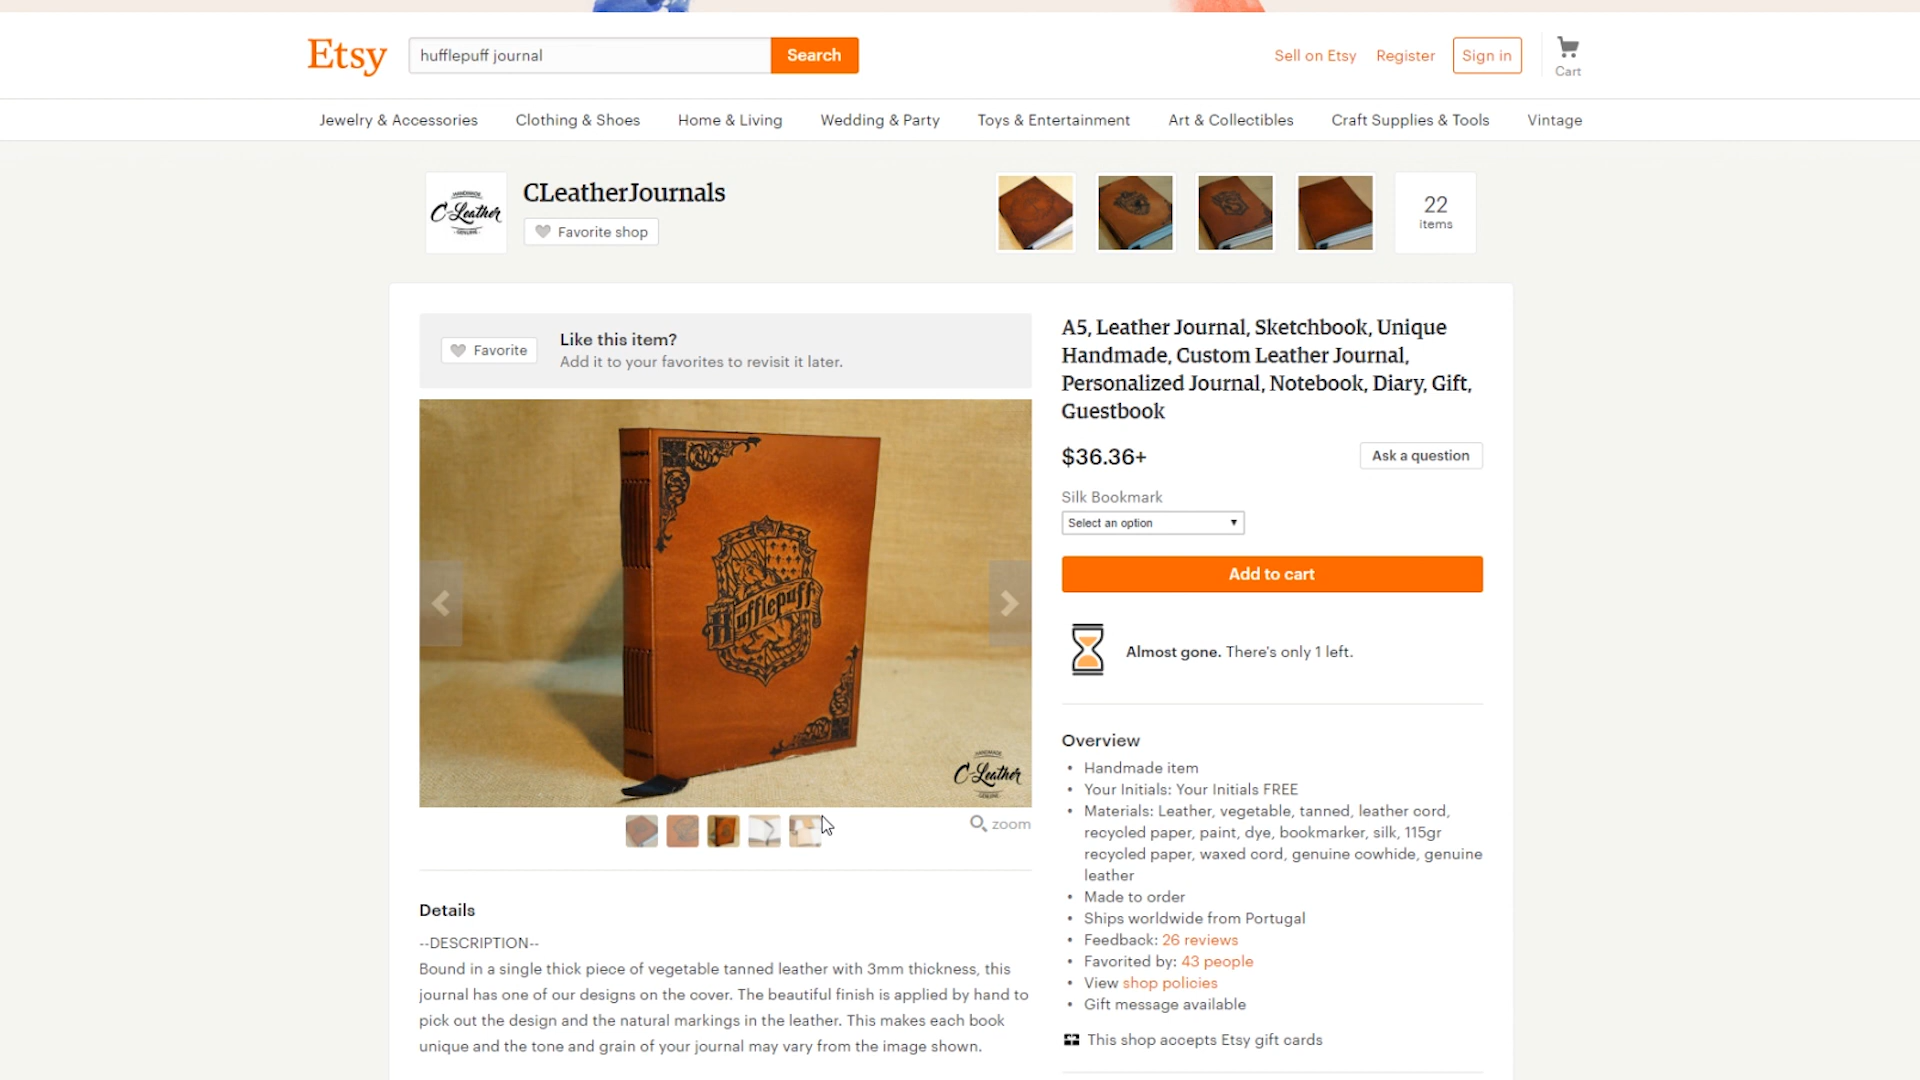 Etsy
hufflepuff journal
Search
Sell on Etsy
Register
Sign in
Cart
Jewelry & Accessories
Clothing & Shoes
Home & Living
Wedding & Party
Toys & Entertainment
Art & Collectibles
Craft Supplies & Tools
Vintage
HANDMADE
C-Leather
GENUINE
CLeatherJournals
Favorite shop
22
items
Favorite
Like this item?
Add it to your favorites to revisit it later.
Hufflepuff
HANDMADE
C-Leather
GENUINE
zoom
Details
--DESCRIPTION--
Bound in a single thick piece of vegetable tanned leather with 3mm thickness, this
journal has one of our designs on the cover. The beautiful finish is applied by hand to
pick out the design and the natural markings in the leather. This makes each book
unique and the tone and grain of your journal may vary from the image shown.
A5, Leather Journal, Sketchbook, Unique
Handmade, Custom Leather Journal,
Personalized Journal, Notebook, Diary, Gift,
Guestbook
$36.36+
Ask a question
Silk Bookmark
Select an option
Add to cart
Almost gone. There's only 1 left.
Overview
• Handmade item
• Your Initials: Your Initials FREE
• Materials: Leather, vegetable, tanned, leather cord,
recycled paper, paint, dye, bookmarker, silk, 115gr
recycled paper, waxed cord, genuine cowhide, genuine
leather
• Made to order
• Ships worldwide from Portugal
• Feedback: 26 reviews
• Favorited by: 43 people
• View shop policies
• Gift message available
This shop accepts Etsy gift cards